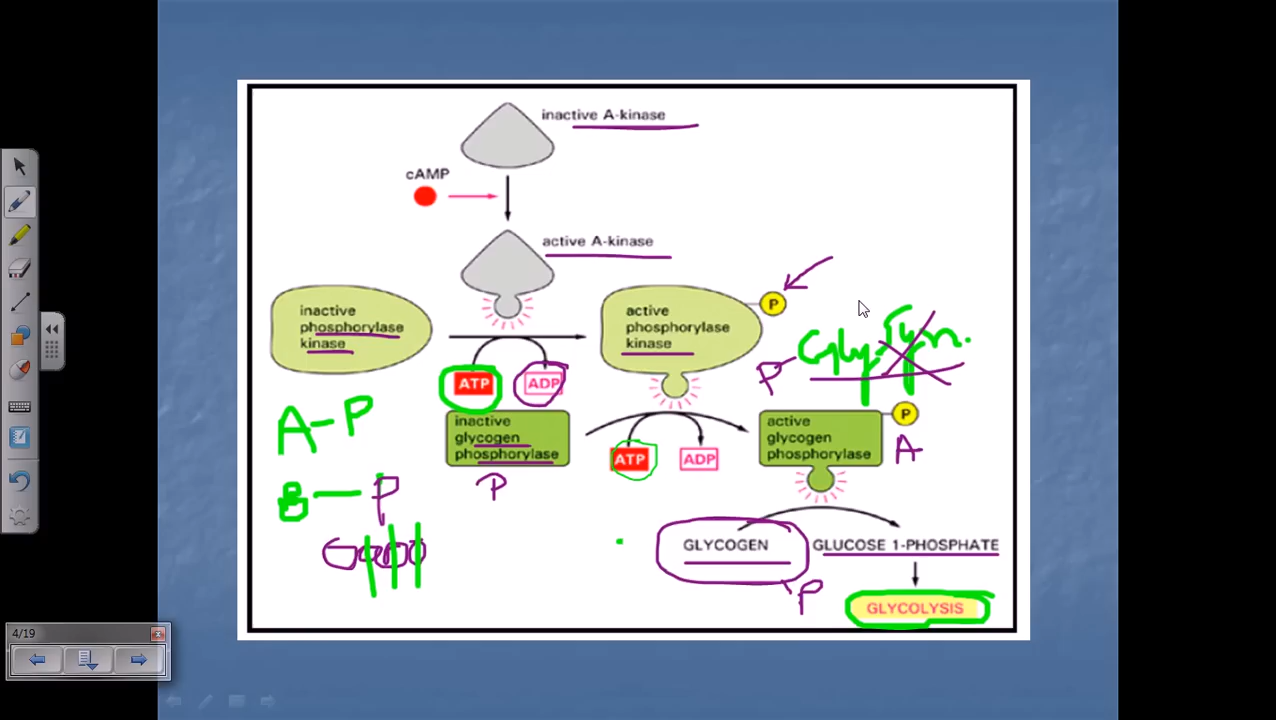 inactive A-kinase
cAMP
active A-kinase
inactive
phosphorylase
kinase
active
phosphorylase
kinase
P
ATP
ADP
P
Gly. Syn.
inactive
glycogen
phosphorylase
ATP
ADP
active
glycogen
phosphorylase
P
A
A-P
B-P
P
GLYCOGEN
GLUCOSE 1-PHOSPHATE
P
GLYCOLYSIS
4/19